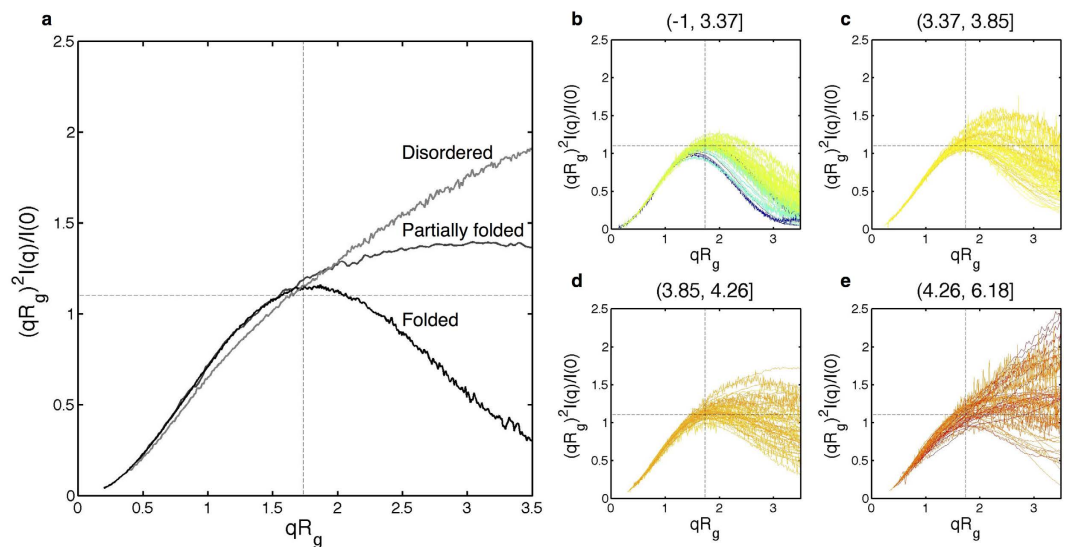 a
2.5
2
1.5
1
0.5
0
(qR_g)^2I(q)/I(0)
Disordered
Partially folded
Folded
0 0.5 1.0 1.5 2.0 2.5 3.0 3.5
qR_g
b
(-1, 3.37]
2.5
2
1.5
1
0.5
0
(qR_g)^2I(q)/I(0)
0 1 2 3
qR_g
c
(3.37, 3.85]
2.5
2
1.5
1
0.5
0
(qR_g)^2I(q)/I(0)
0 1 2 3
qR_g
d
(3.85, 4.26]
2.5
2
1.5
1
0.5
0
(qR_g)^2I(q)/I(0)
0 1 2 3
qR_g
e
(4.26, 6.18]
2.5
2
1.5
1
0.5
0
(qR_g)^2I(q)/I(0)
0 1 2 3
qR_g